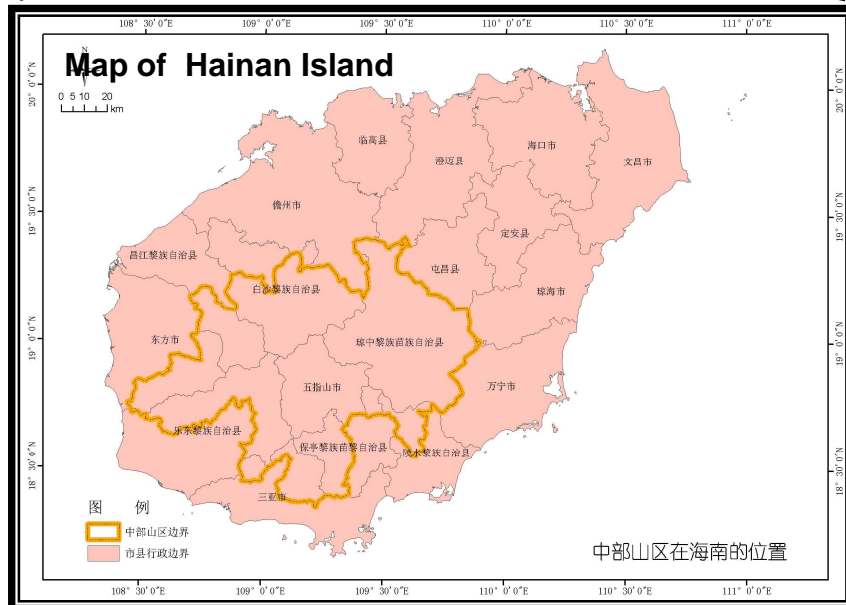 108° 30′ 0″E
109° 0′ 0″E
109° 30′ 0″E
110° 0′ 0″E
110° 30′ 0″E
111° 0′ 0″E
Map of Hainan Island
N
0 5 10 20
km
20° 0′ 0″N
20° 0′ 0″N
临高县
澄迈县
海口市
文昌市
儋州市
19° 30′ 0″N
19° 30′ 0″N
定安县
昌江黎族自治县
屯昌县
白沙黎族自治县
琼海市
东方市
琼中黎族苗族自治县
19° 0′ 0″N
19° 0′ 0″N
五指山市
万宁市
乐东黎族自治县
保亭黎族苗黎自治县
陵水黎族自治县
18° 30′ 0″N
18° 30′ 0″N
三亚市
图 例
中部山区边界
市县行政边界
中部山区在海南的位置
108° 30′ 0″E
109° 0′ 0″E
109° 30′ 0″E
110° 0′ 0″E
110° 30′ 0″E
111° 0′ 0″E